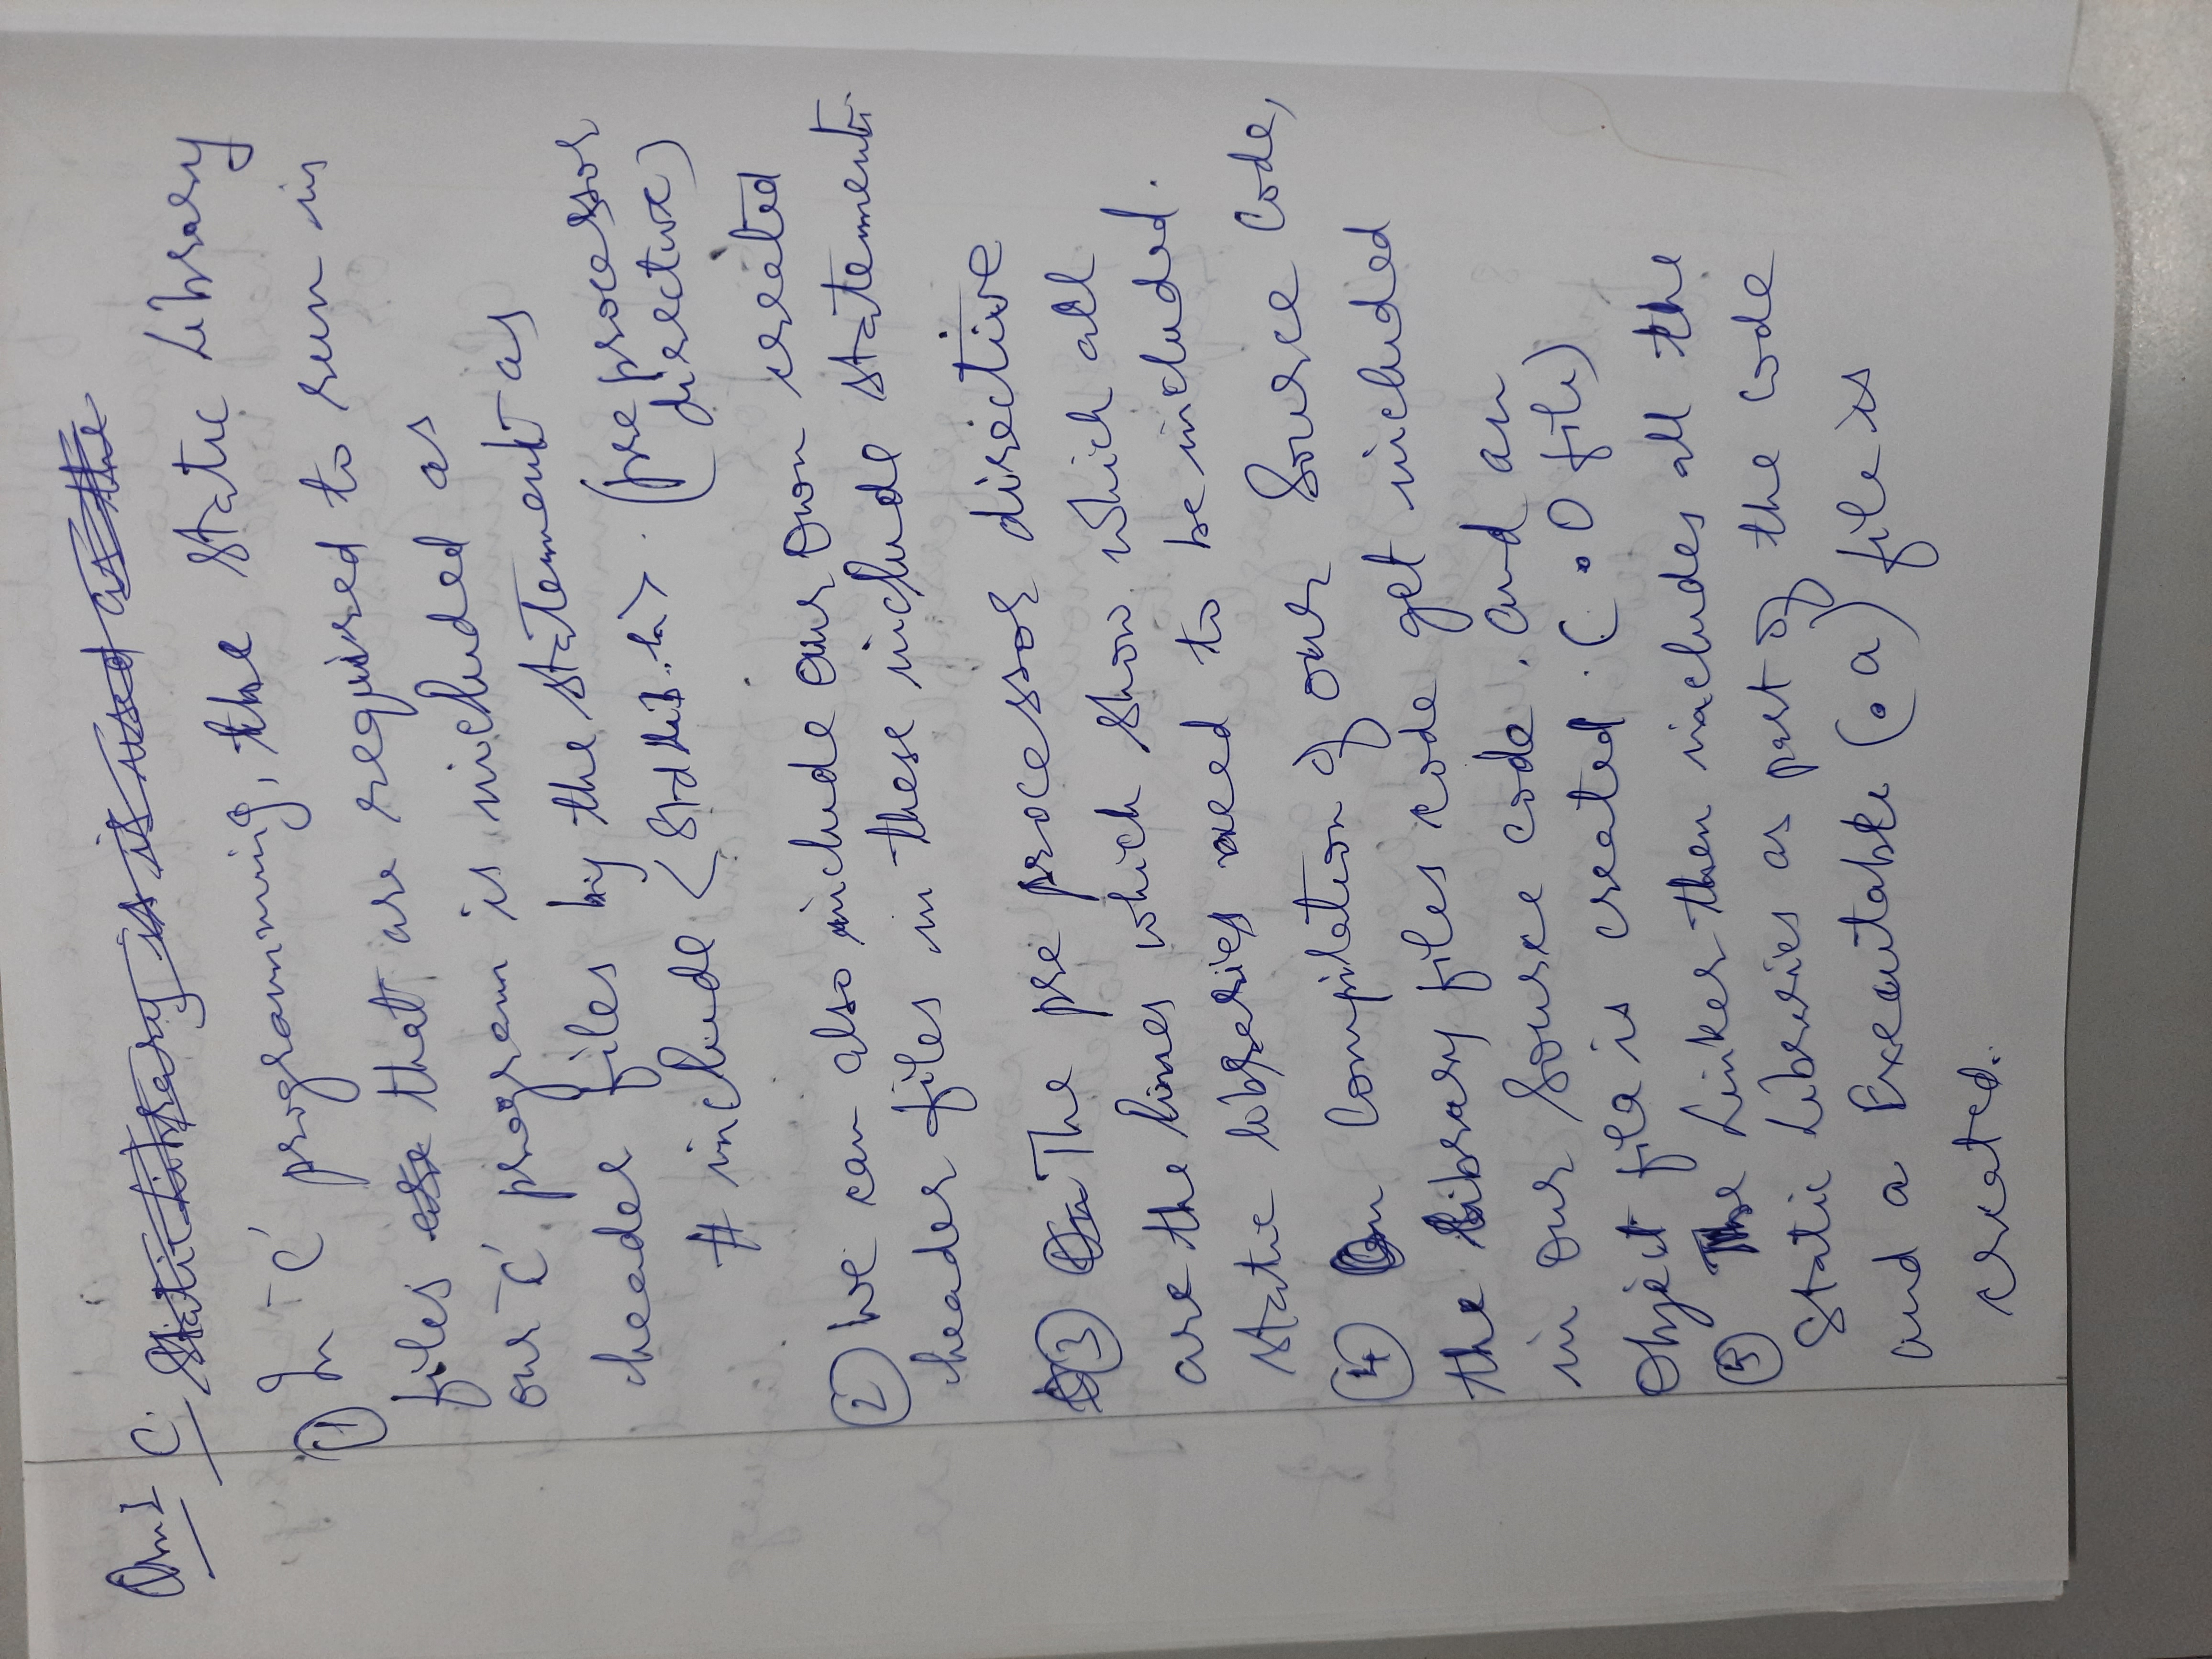 Ans 1 C. Static Library is is used as the
① In 'C' programming, the Static Library
files are that are required to run in
our 'C' program is included as
header files by the statement as
# include <Stdlib.h>. (pre processor
directive)
② We can also include our own created
header files in these include statements.
③ On The pre processor directive
are the lines which show which all
static libraries need to be included.
④ On Compilation of our Source Code,
the Library files code get included
in our Source code. and an
Object file is created. (.O file)
⑤ The Linker then includes all the
Static Libraries as part of the code
and a Executable (.a) file is
created.